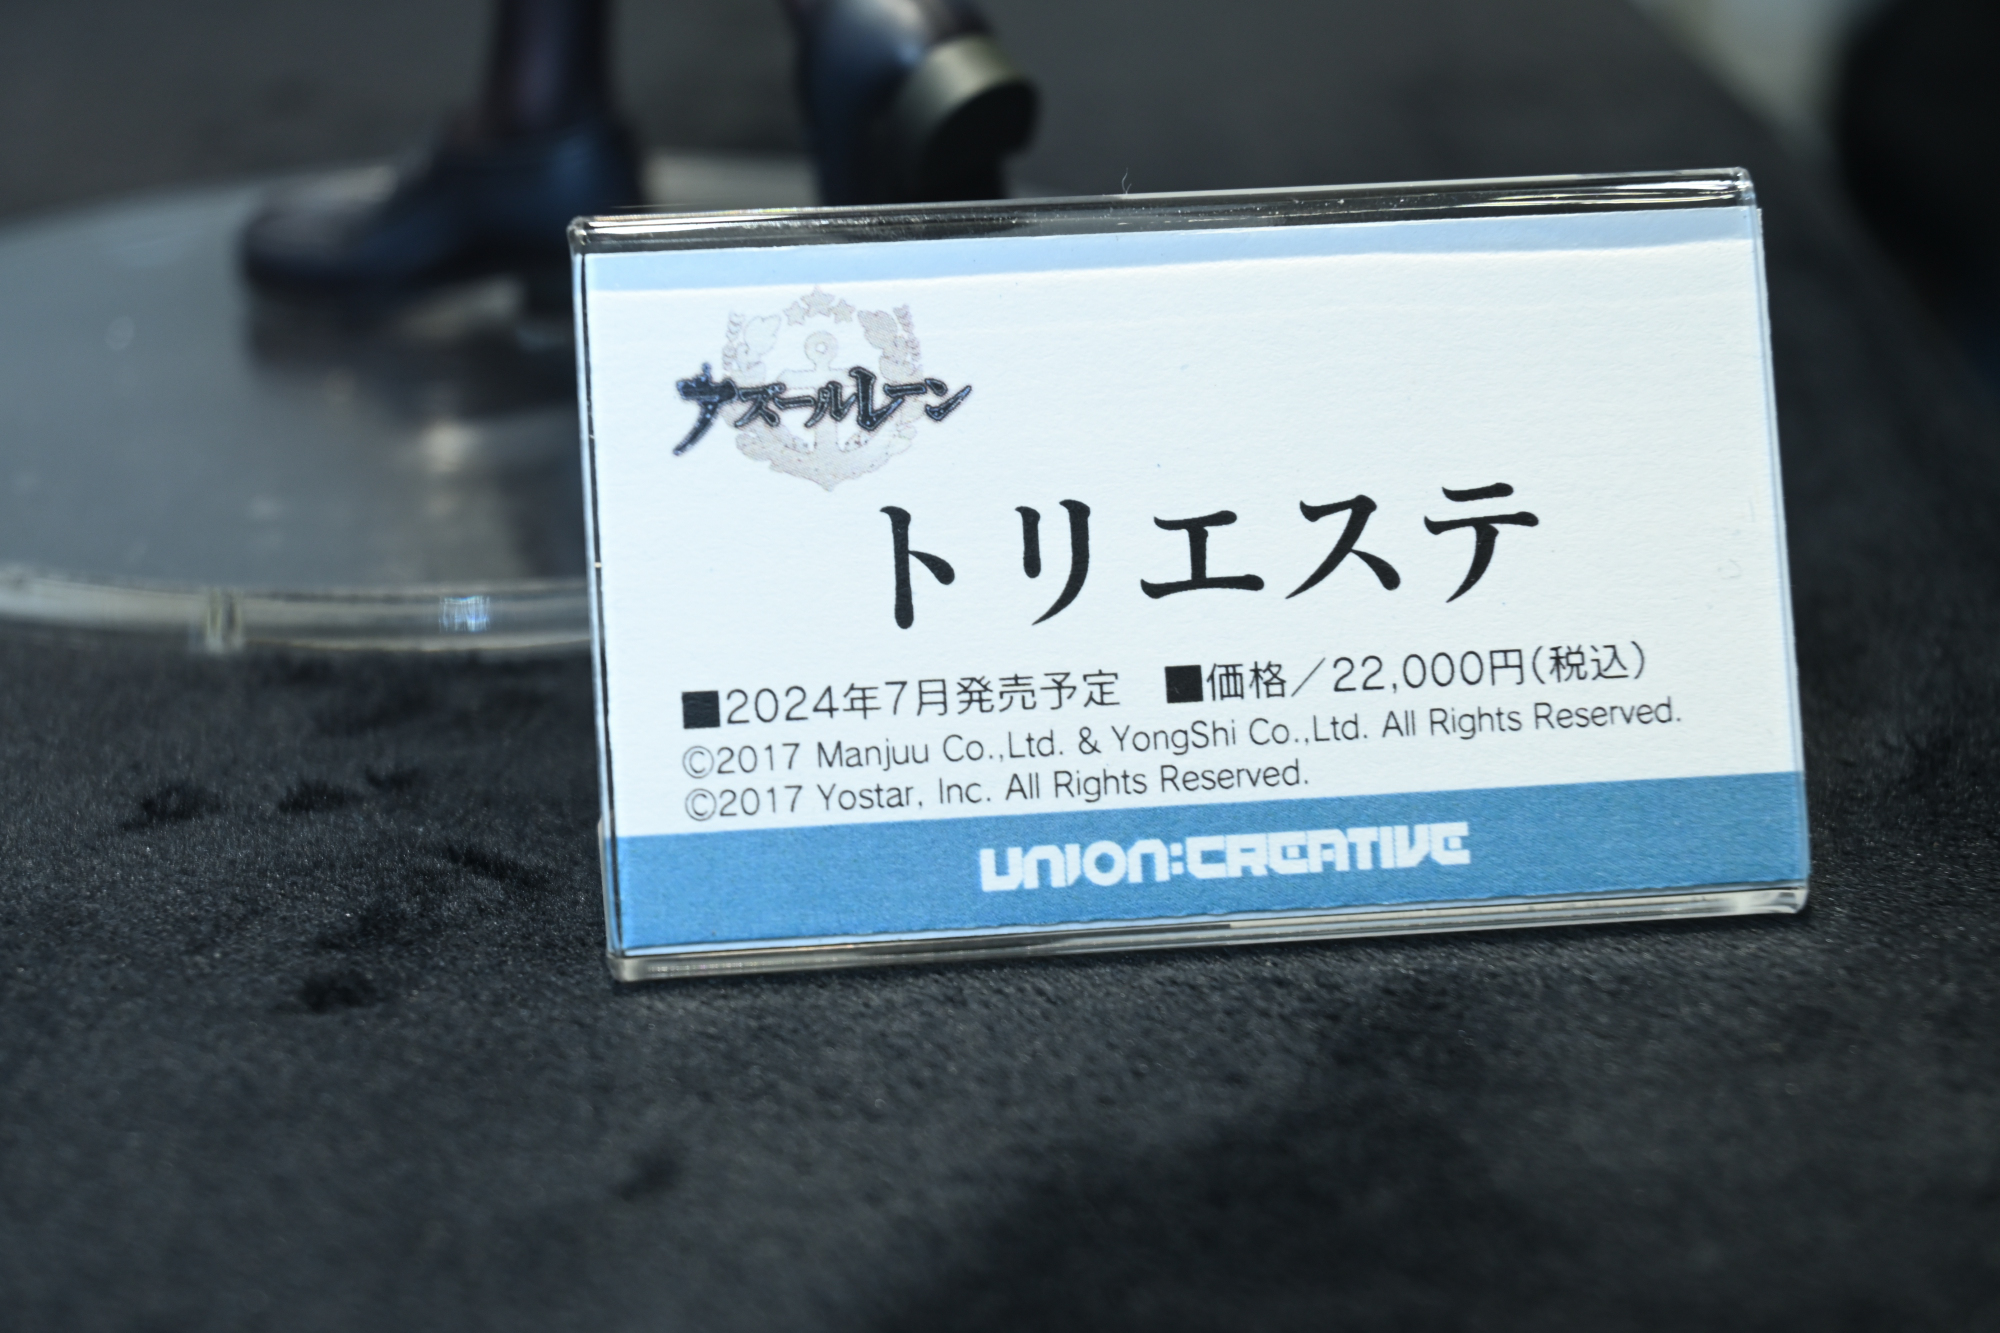 アズールレーン
トリエステ
■2024年7月発売予定 ■価格／22,000円(税込)
©2017 Manjuu Co.,Ltd. & YongShi Co.,Ltd. All Rights Reserved.
©2017 Yostar, Inc. All Rights Reserved.
UNION:CREATIVE